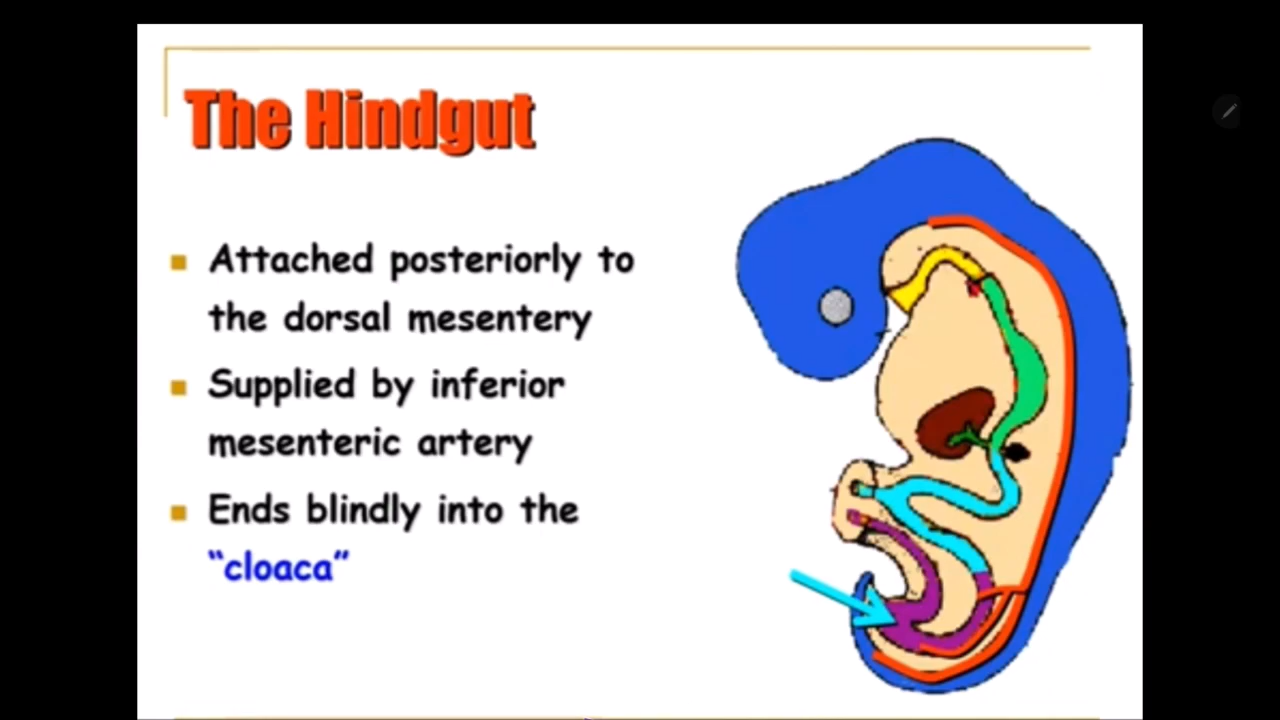 The Hindgut
Attached posteriorly to
the dorsal mesentery
Supplied by inferior
mesenteric artery
Ends blindly into the
“cloaca”